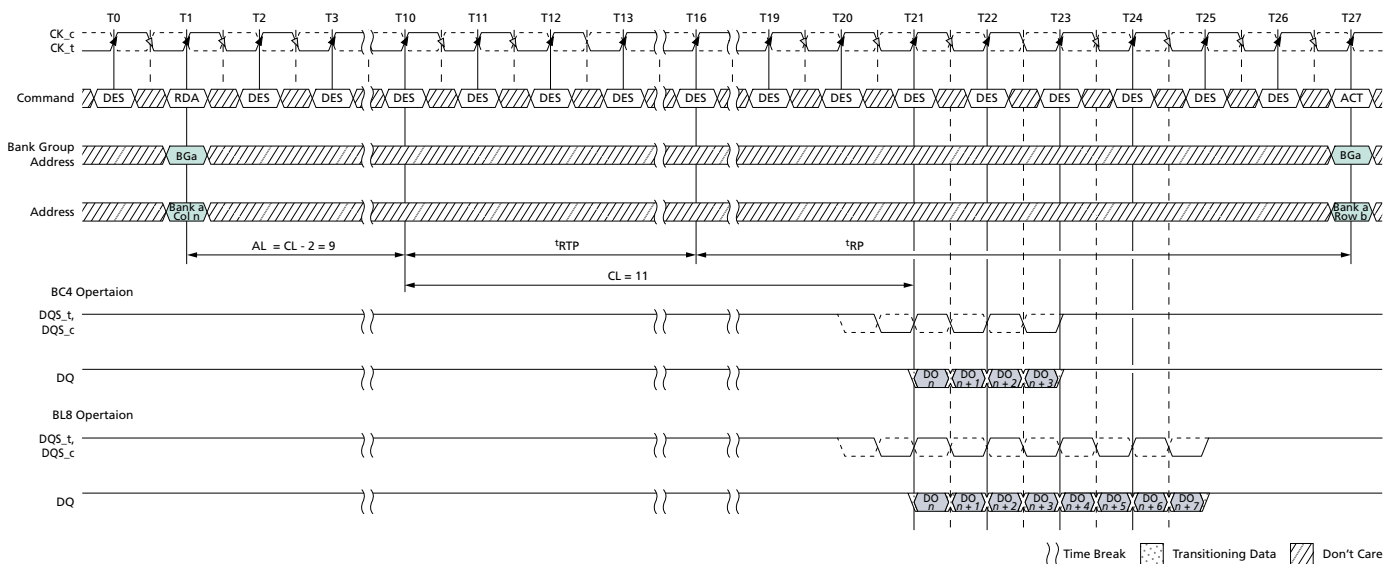 T0 T1 T2 T3 T10 T11 T12 T13 T16 T19 T20 T21 T22 T23 T24 T25 T26 T27
CK_c
CK_t
Command DES RDA DES DES DES DES DES DES DES DES DES DES DES DES DES DES DES ACT
Bank Group
Address BGa BGa
Address Bank a
Col n Bank a
Row b
AL = CL - 2 = 9 tRTP tRP
CL = 11
BC4 Opertaion
DQS_t,
DQS_c
DQ DO
n DO
n + 1 DO
n + 2 DO
n + 3
BL8 Opertaion
DQS_t,
DQS_c
DQ DO
n DO
n + 1 DO
n + 2 DO
n + 3 DO
n + 4 DO
n + 5 DO
n + 6 DO
n + 7
Time Break Transitioning Data Don't Care